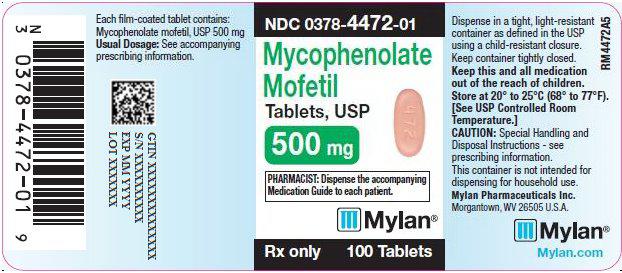 N
3 0378-4472-01 9
Each film-coated tablet contains:
Mycophenolate mofetil, USP 500 mg
Usual Dosage: See accompanying
prescribing information.
GTIN XXXXXXXXXXXXXX
S/N XXXXXXXXXX
EXP MM YYYY
LOT XXXXXXX
NDC 0378-4472-01
Mycophenolate
Mofetil
Tablets, USP
500 mg
472
PHARMACIST: Dispense the accompanying
Medication Guide to each patient.
Mylan®
Rx only 100 Tablets
Dispense in a tight, light-resistant
container as defined in the USP
using a child-resistant closure.
Keep container tightly closed.
Keep this and all medication
out of the reach of children.
Store at 20° to 25°C (68° to 77°F).
[See USP Controlled Room
Temperature.]
CAUTION: Special Handling and
Disposal Instructions - see
prescribing information.
This container is not intended for
dispensing for household use.
Mylan Pharmaceuticals Inc.
Morgantown, WV 26505 U.S.A.
Mylan®
Mylan.com
RM4472A5